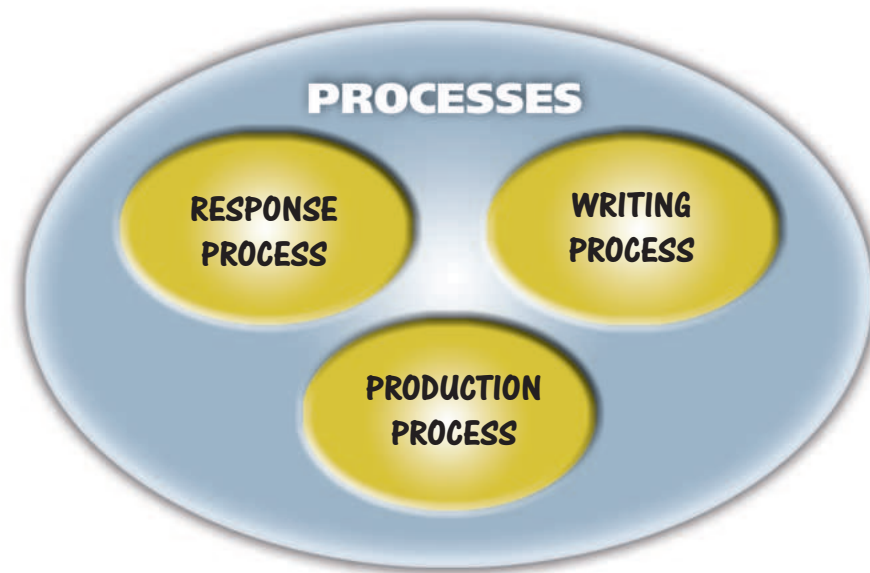 PROCESSES
RESPONSE
PROCESS
WRITING
PROCESS
PRODUCTION
PROCESS